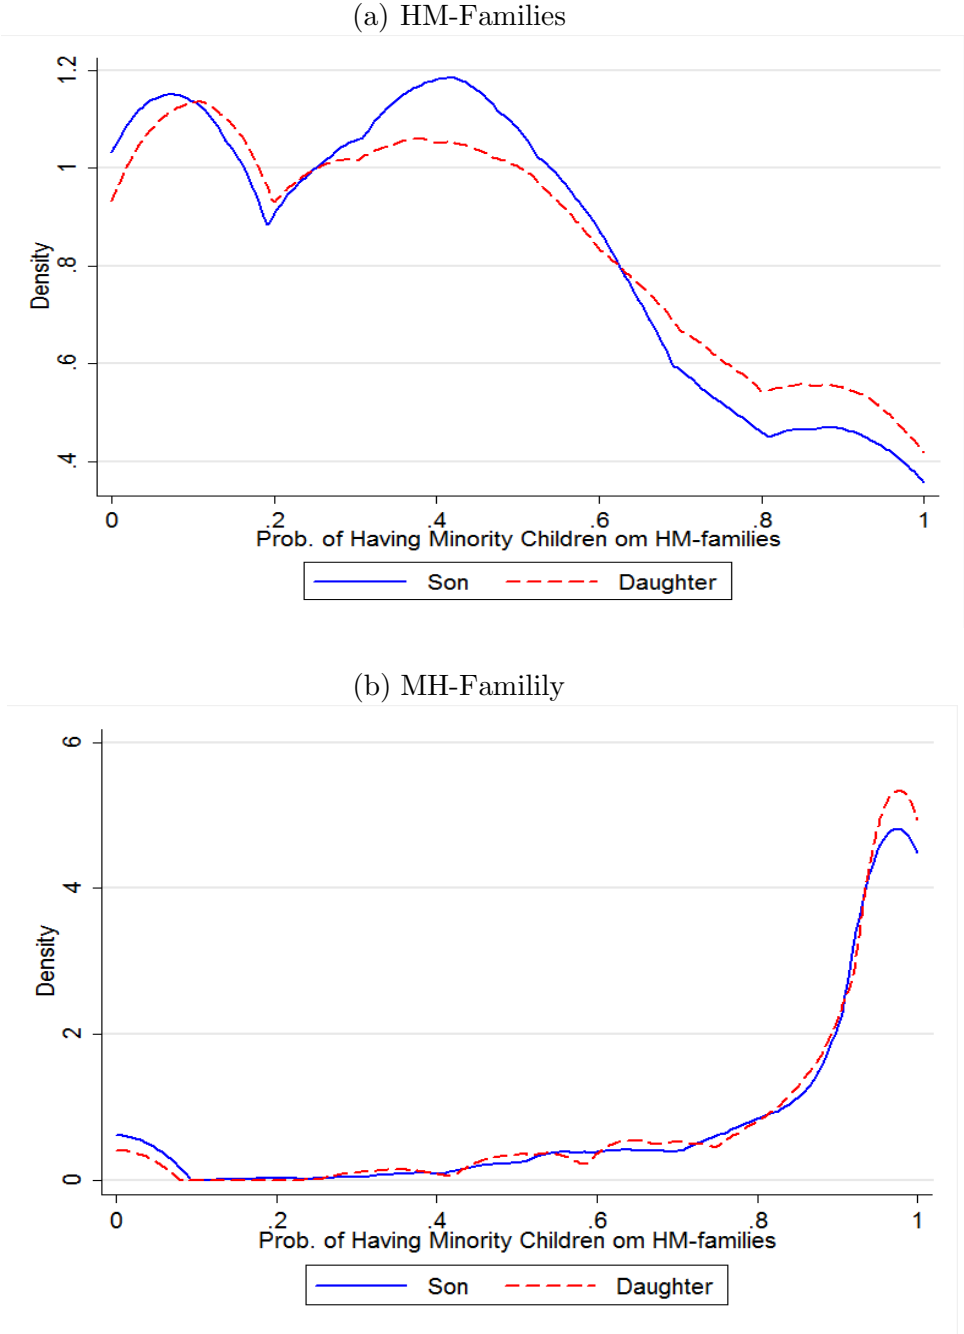 (a) HM-Families
1.2
1
.8
.6
.4
Density
0 .2 .4 .6 .8 1
Prob. of Having Minority Children om HM-families
Son Daughter
(b) MH-Familily
6
4
2
0
Density
0 .2 .4 .6 .8 1
Prob. of Having Minority Children om HM-families
Son Daughter